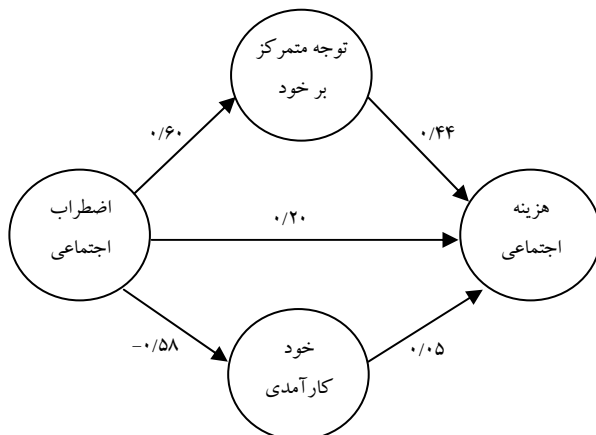 توجه متمرکز
بر خود
۰/۶۰
۰/۴۴
اضطراب
اجتماعی
۰/۲۰
هزینه
اجتماعی
−۰/۵۸
۰/۰۵
خود
کارآمدی